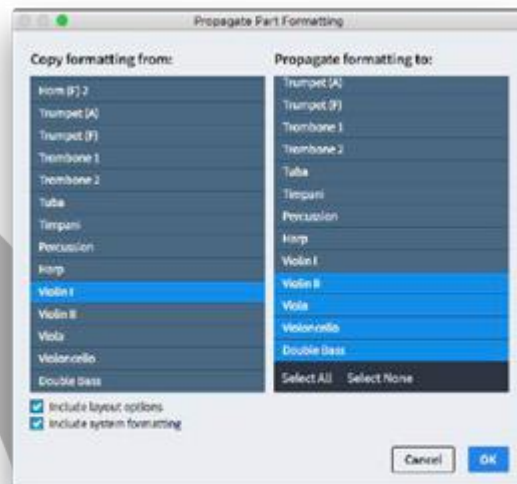 Propagate Part Formatting
Copy formatting from:
Horn (F) 2
Trumpet (A)
Trumpet (F)
Trombone 1
Trombone 2
Tuba
Timpani
Percussion
Harp
Violin I
Violin II
Viola
Violoncello
Double Bass
Include layout options
Include system formatting
Propagate formatting to:
Trumpet (A)
Trumpet (F)
Trombone 1
Trombone 2
Tuba
Timpani
Percussion
Harp
Violin I
Violin II
Viola
Violoncello
Double Bass
Select All Select None
Cancel OK